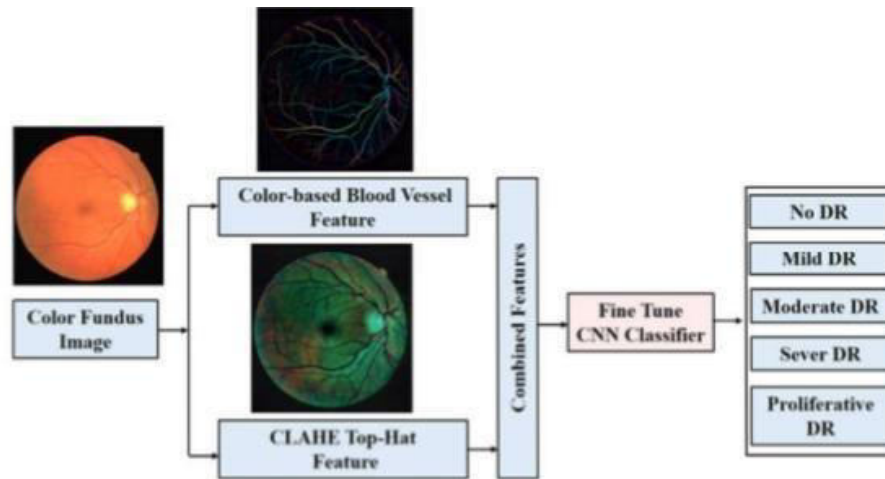 Color Fundus
Image
Color-based Blood Vessel
Feature
CLAHE Top-Hat
Feature
Combined Features
Fine Tune
CNN Classifier
No DR
Mild DR
Moderate DR
Sever DR
Proliferative
DR